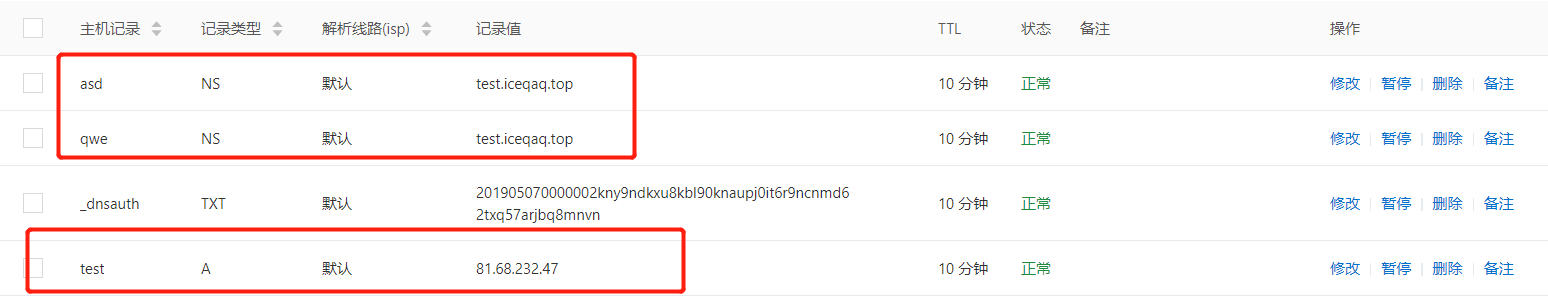 主机记录 记录类型 解析线路(isp) 记录值 TTL 状态 备注 操作
asd NS 默认 test.iceqaq.top 10 分钟 正常 修改 暂停 删除 备注
qwe NS 默认 test.iceqaq.top 10 分钟 正常 修改 暂停 删除 备注
_dnsauth TXT 默认 201905070000002kny9ndkxu8kbl90knaupj0it6r9ncnmd6 10 分钟 正常 修改 暂停 删除 备注
2txq57arjbq8mnvn
test A 默认 81.68.232.47 10 分钟 正常 修改 暂停 删除 备注